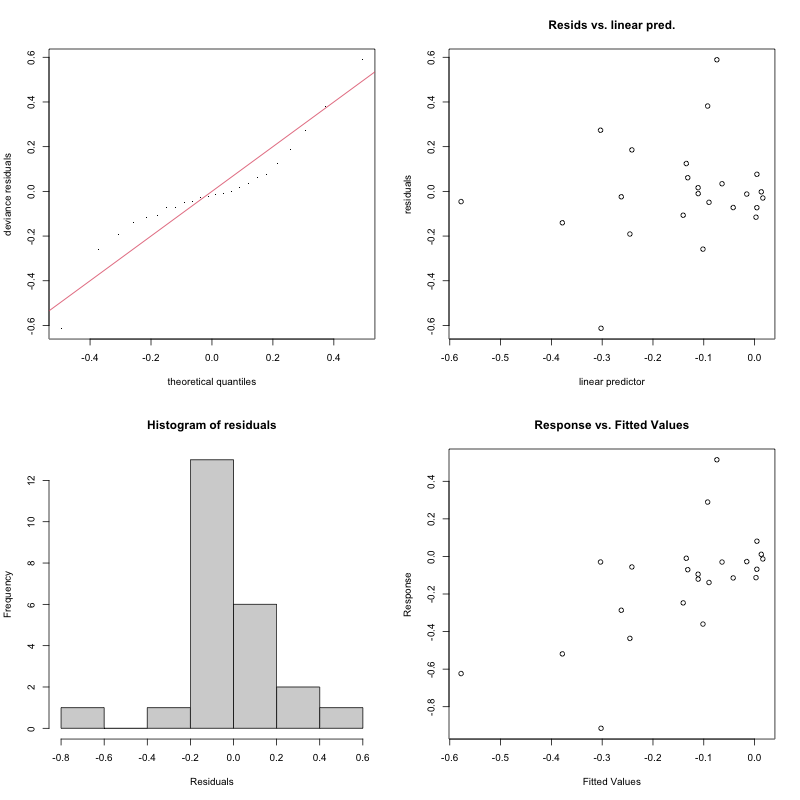 deviance residuals
0.6
0.4
0.2
0.0
-0.2
-0.4
-0.6
-0.4 -0.2 0.0 0.2 0.4
theoretical quantiles
Resids vs. linear pred.
residuals
0.6
0.4
0.2
0.0
-0.2
-0.4
-0.6
-0.6 -0.5 -0.4 -0.3 -0.2 -0.1 0.0
linear predictor
Histogram of residuals
Frequency
12
10
8
6
4
2
0
-0.8 -0.6 -0.4 -0.2 0.0 0.2 0.4 0.6
Residuals
Response vs. Fitted Values
Response
0.4
0.2
0.0
-0.2
-0.4
-0.6
-0.8
-0.6 -0.5 -0.4 -0.3 -0.2 -0.1 0.0
Fitted Values